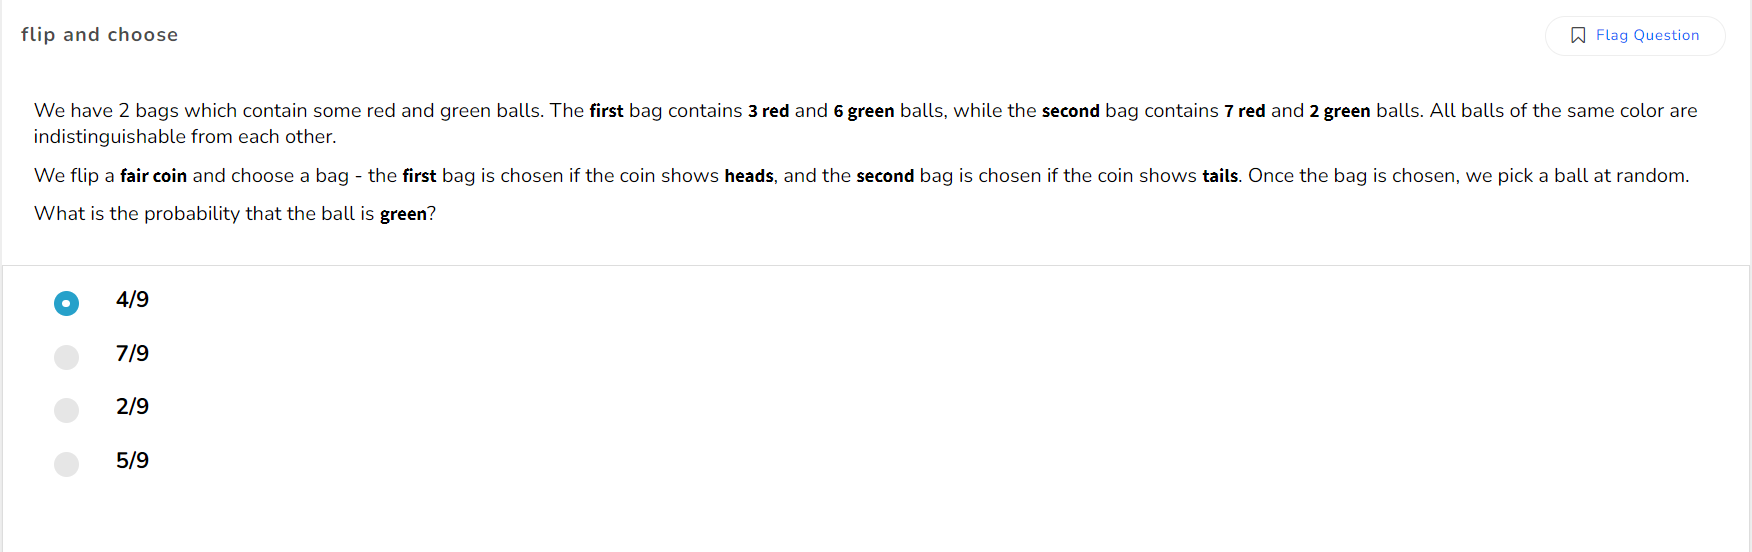 flip and choose
Flag Question
We have 2 bags which contain some red and green balls. The first bag contains 3 red and 6 green balls, while the second bag contains 7 red and 2 green balls. All balls of the same color are
indistinguishable from each other.
We flip a fair coin and choose a bag - the first bag is chosen if the coin shows heads, and the second bag is chosen if the coin shows tails. Once the bag is chosen, we pick a ball at random.
What is the probability that the ball is green?
4/9
7/9
2/9
5/9